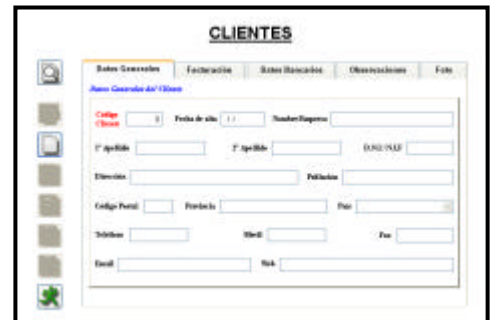 CLIENTES
Datos Generales Facturación Datos Bancarios Observaciones Foto
Datos Generales del Cliente
Código Cliente 0 Fecha de alta / / Nombre/Empresa
1º Apellido 2º Apellido D.N.I./N.I.F
Dirección Población
Código Postal Provincia País
Teléfono Móvil Fax
Email Web